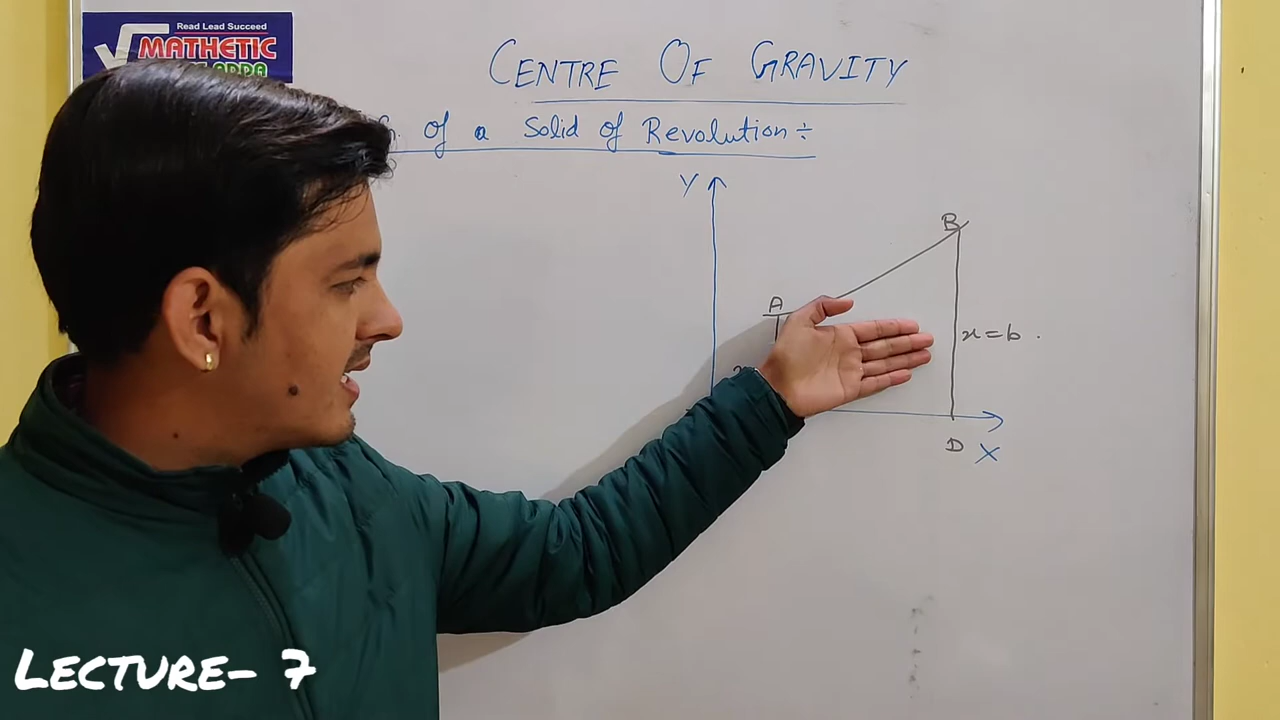 Read Lead Succeed
MATHETIC
CENTRE OF GRAVITY
of a Solid of Revolution÷
Y
B
A
x=b.
D
X
LECTURE- 7